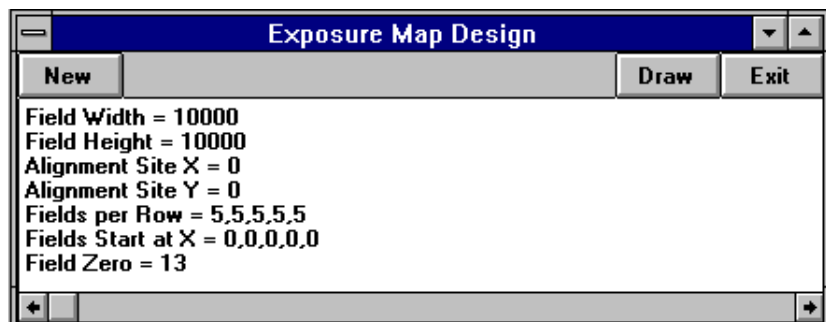 Exposure Map Design
New Draw Exit
Field Width = 10000
Field Height = 10000
Alignment Site X = 0
Alignment Site Y = 0
Fields per Row = 5,5,5,5,5
Fields Start at X = 0,0,0,0,0
Field Zero = 13